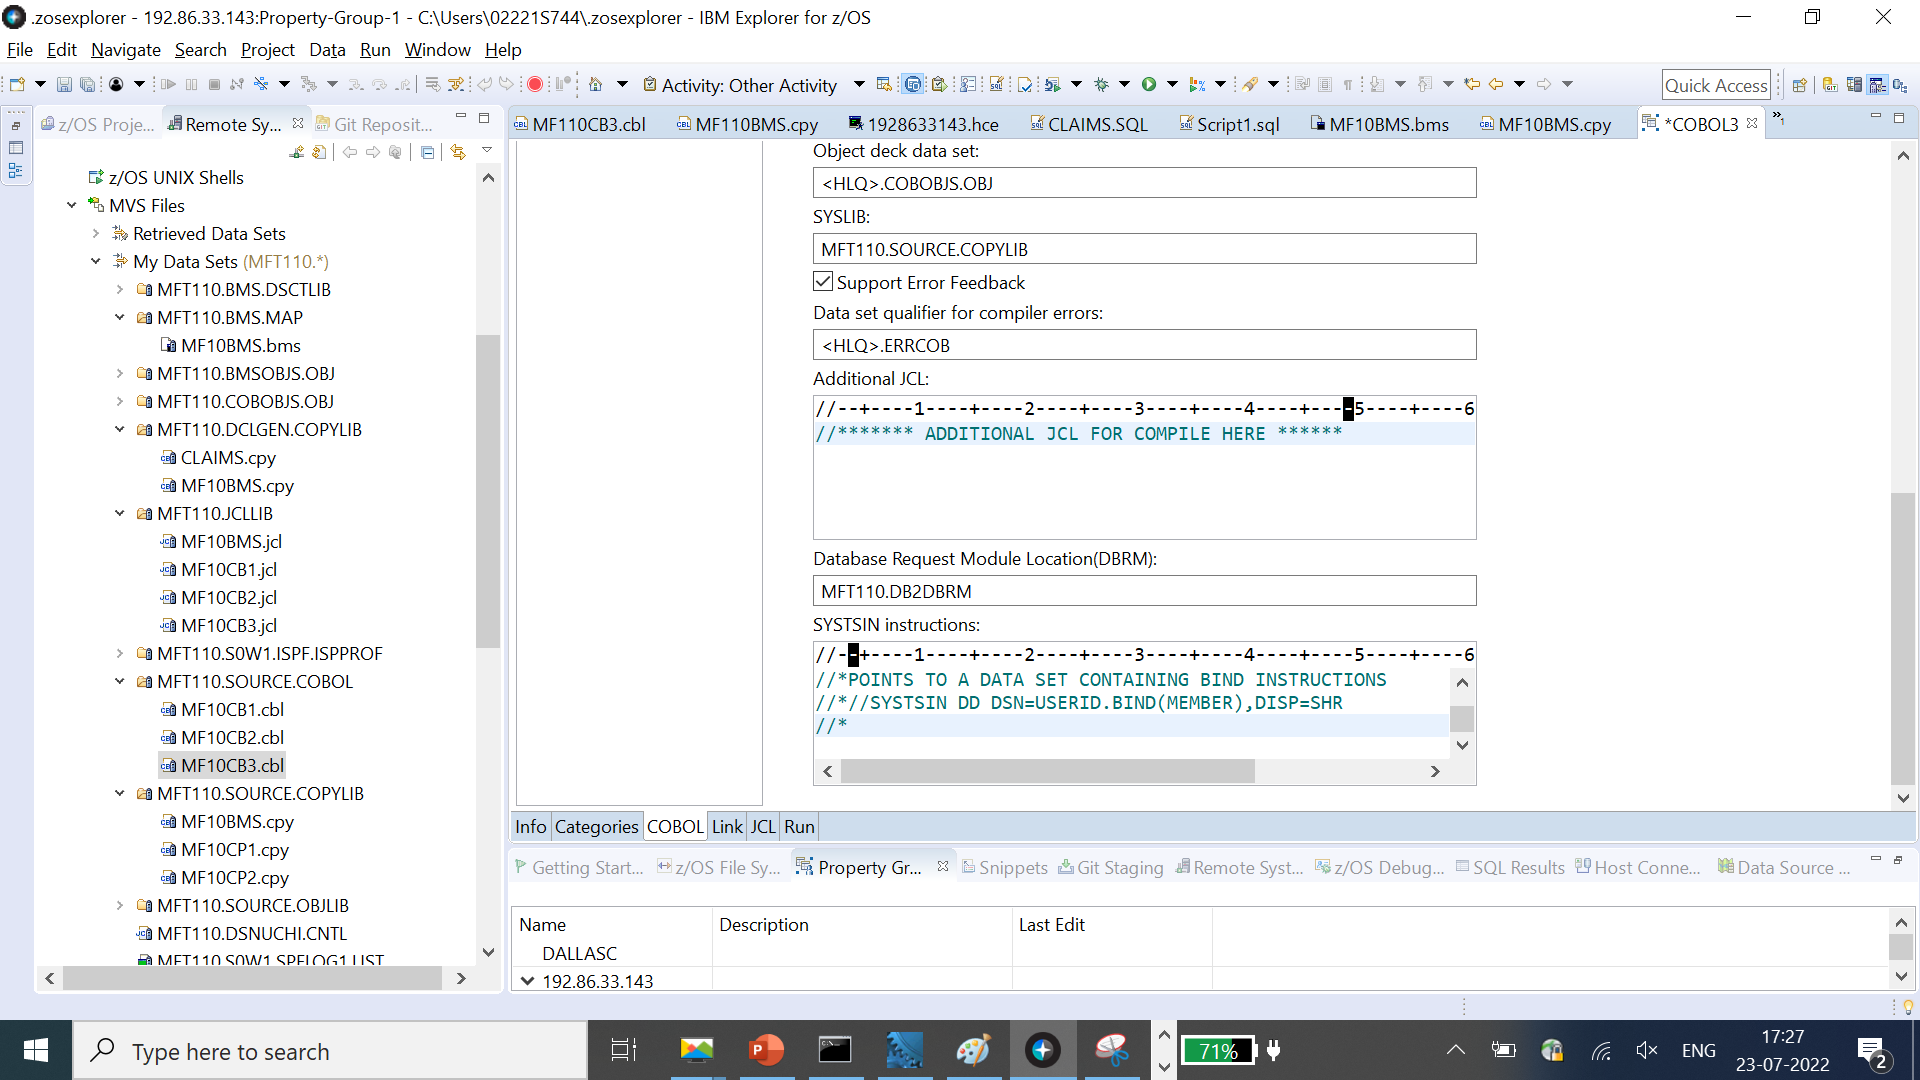 .zosexplorer - 192.86.33.143:Property-Group-1 - C:\Users\02221S744\.zosexplorer - IBM Explorer for z/OS
File Edit Navigate Search Project Data Run Window Help
Activity: Other Activity
Quick Access
z/OS Proje...
Remote Sy...
Git Reposit...
MF110CB3.cbl
MF110BMS.cpy
1928633143.hce
CLAIMS.SQL
Script1.sql
MF10BMS.bms
MF10BMS.cpy
*COBOL3
z/OS UNIX Shells
MVS Files
Retrieved Data Sets
My Data Sets (MFT110.*)
MFT110.BMS.DSCTLIB
MFT110.BMS.MAP
MF10BMS.bms
MFT110.BMSOBJS.OBJ
MFT110.COBOBJS.OBJ
MFT110.DCLGEN.COPYLIB
CLAIMS.cpy
MF10BMS.cpy
MFT110.JCLLIB
MF10BMS.jcl
MF10CB1.jcl
MF10CB2.jcl
MF10CB3.jcl
MFT110.S0W1.ISPF.ISPPROF
MFT110.SOURCE.COBOL
MF10CB1.cbl
MF10CB2.cbl
MF10CB3.cbl
MFT110.SOURCE.COPYLIB
MF10BMS.cpy
MF10CP1.cpy
MF10CP2.cpy
MFT110.SOURCE.OBJLIB
MFT110.DSNUCHI.CNTL
MFT110.S0W1.SPFLOG1.LIST
Object deck data set:
<HLQ>.COBOBJS.OBJ
SYSLIB:
MFT110.SOURCE.COPYLIB
Support Error Feedback
Data set qualifier for compiler errors:
<HLQ>.ERRCOB
Additional JCL:
//--+----1----+----2----+----3----+----4----+----5----+----6
//******* ADDITIONAL JCL FOR COMPILE HERE ******
Database Request Module Location(DBRM):
MFT110.DB2DBRM
SYSTSIN instructions:
//--+----1----+----2----+----3----+----4----+----5----+----6
//*POINTS TO A DATA SET CONTAINING BIND INSTRUCTIONS
//*//SYSTSIN DD DSN=USERID.BIND(MEMBER),DISP=SHR
//*
Info Categories COBOL Link JCL Run
Getting Start...
z/OS File Sy...
Property Gr...
Snippets
Git Staging
Remote Syst...
z/OS Debug...
SQL Results
Host Conne...
Data Source ...
Name Description Last Edit
DALLASC
192.86.33.143
Type here to search
71%
ENG
17:27
23-07-2022
2